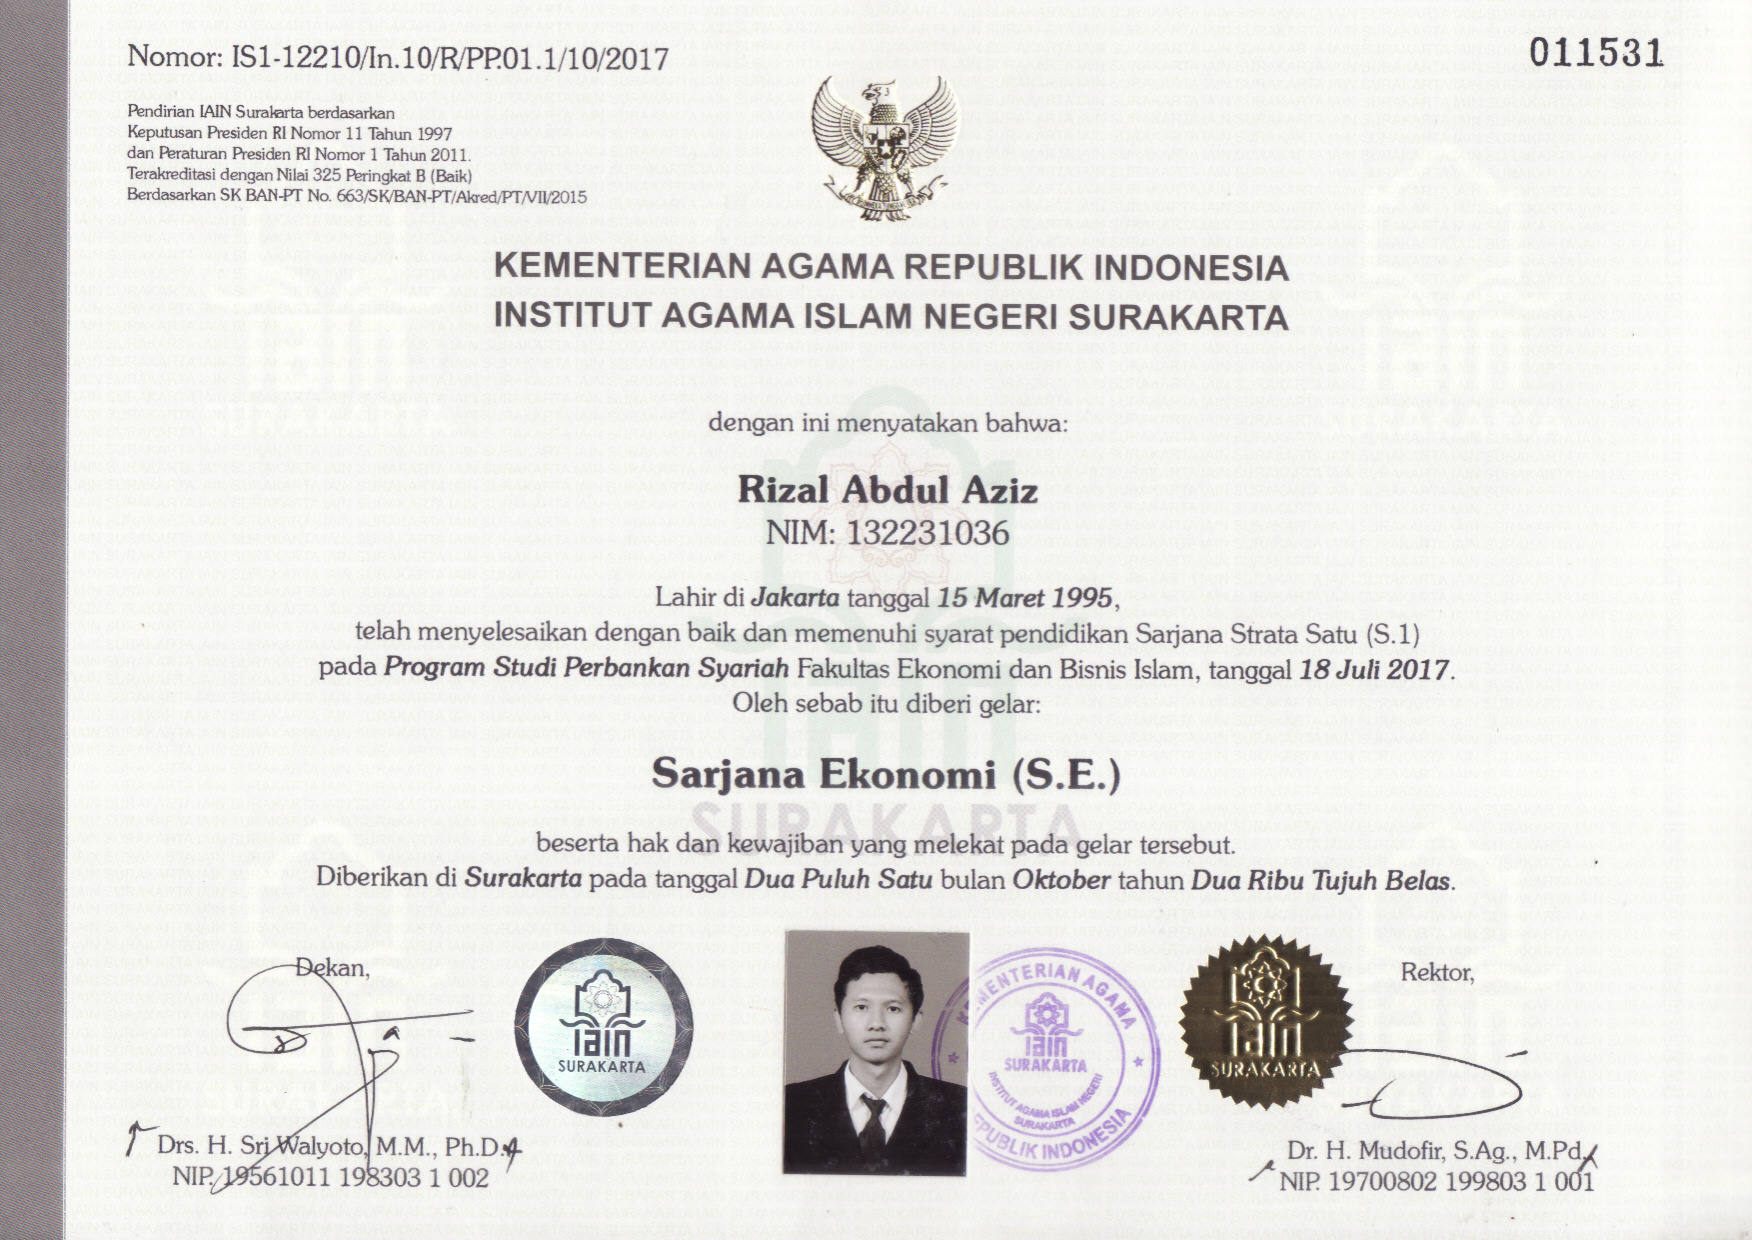 Nomor: IS1-12210/In.10/R/PP.01.1/10/2017
011531
Pendirian IAIN Surakarta berdasarkan
Keputusan Presiden RI Nomor 11 Tahun 1997
dan Peraturan Presiden RI Nomor 1 Tahun 2011.
Terakreditasi dengan Nilai 325 Peringkat B (Baik)
Berdasarkan SK BAN-PT No. 663/SK/BAN-PT/Akred/PT/VII/2015
KEMENTERIAN AGAMA REPUBLIK INDONESIA
INSTITUT AGAMA ISLAM NEGERI SURAKARTA
dengan ini menyatakan bahwa:
Rizal Abdul Aziz
NIM: 132231036
Lahir di Jakarta tanggal 15 Maret 1995,
telah menyelesaikan dengan baik dan memenuhi syarat pendidikan Sarjana Strata Satu (S.1)
pada Program Studi Perbankan Syariah Fakultas Ekonomi dan Bisnis Islam, tanggal 18 Juli 2017.
Oleh sebab itu diberi gelar:
Sarjana Ekonomi (S.E.)
iain
SURAKARTA
beserta hak dan kewajiban yang melekat pada gelar tersebut.
Diberikan di Surakarta pada tanggal Dua Puluh Satu bulan Oktober tahun Dua Ribu Tujuh Belas.
Dekan,
iain
SURAKARTA
Drs. H. Sri Walyoto, M.M., Ph.D.
NIP. 19561011 198303 1 002
KEMENTERIAN AGAMA
iain
SURAKARTA
INSTITUT AGAMA ISLAM NEGERI
SURAKARTA
REPUBLIK INDONESIA
iain
SURAKARTA
Rektor,
Dr. H. Mudofir, S.Ag., M.Pd.
NIP. 19700802 199803 1 001